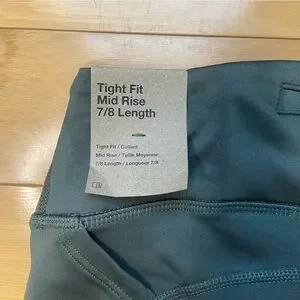 Tight Fit
Mid Rise
7/8 Length
Tight Fit / Collant
Mid Rise / Taille Moyenne
7/8 Length / Longueur 7/8